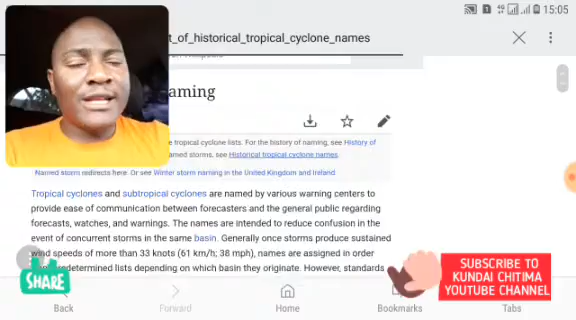 15:05
t_of_historical_tropical_cyclone_names
aming
e tropical cyclone lists. For the history of naming, see History of
amed storms, see Historical tropical cyclone names.
Named storm redirects here. Or see Winter storm naming in the United Kingdom and Ireland
Tropical cyclones and subtropical cyclones are named by various warning centers to
provide ease of communication between forecasters and the general public regarding
forecasts, watches, and warnings. The names are intended to reduce confusion in the
event of concurrent storms in the same basin. Generally once storms produce sustained
wind speeds of more than 33 knots (61 km/h; 38 mph), names are assigned in order
predetermined lists depending on which basin they originate. However, standards
SHARE
SUBSCRIBE TO
KUNDAI CHITIMA
YOUTUBE CHANNEL
Back
Forward
Home
Bookmarks
Tabs